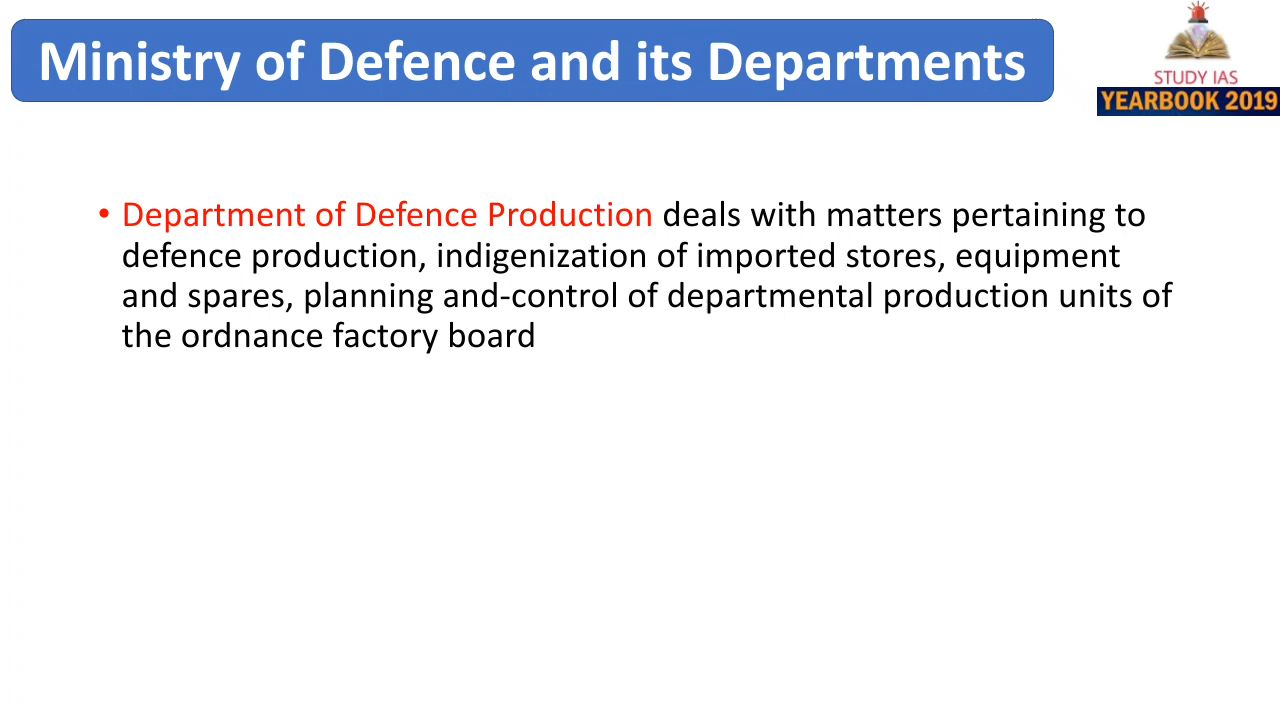 Ministry of Defence and its Departments
STUDY IAS
YEARBOOK 2019
• Department of Defence Production deals with matters pertaining to
defence production, indigenization of imported stores, equipment
and spares, planning and-control of departmental production units of
the ordnance factory board